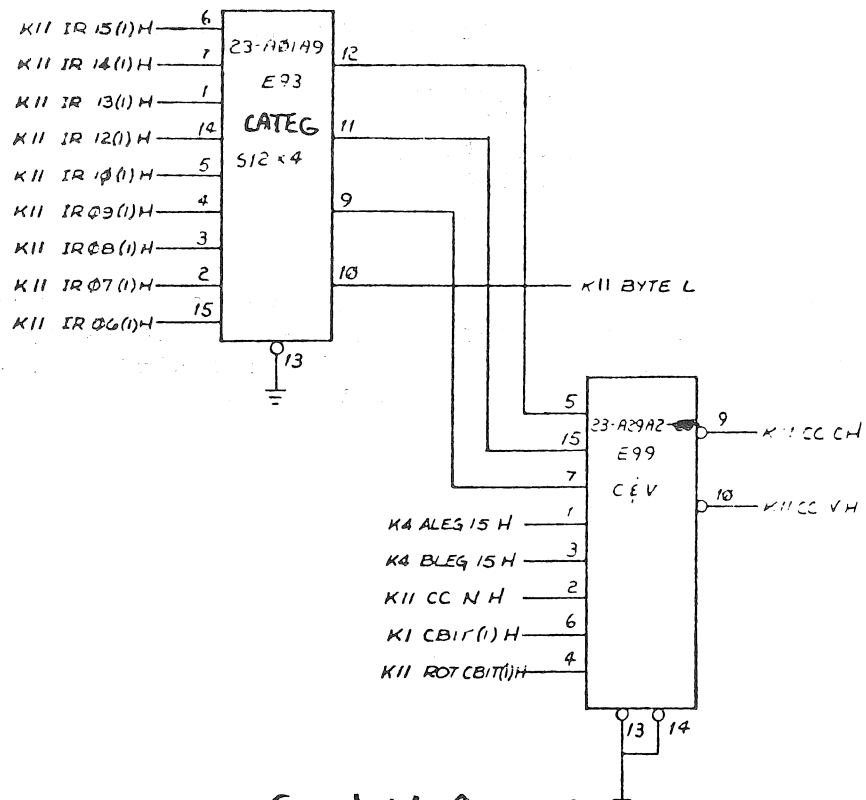 K11 IR 15(1)H 6
K11 IR 14(1)H 7
K11 IR 13(1)H 1
K11 IR 12(1)H 14
K11 IR 1Ø(1)H 5
K11 IR Ø9(1)H 4
K11 IR Ø8(1)H 3
K11 IR Ø7(1)H 2
K11 IR Ø6(1)H 15
23-AØ1A9
E93
CATEG
512 x 4
12
11
9
10 K11 BYTE L
13
5
15
7
K4 ALEG 15 H 1
K4 BLEG 15 H 3
K11 CC N H 2
K1 CBIT(1)H 6
K11 ROT CBIT(1)H 4
23-A29A2
E99
C & V
9 CC CH
10 K11 CC V H
13 14